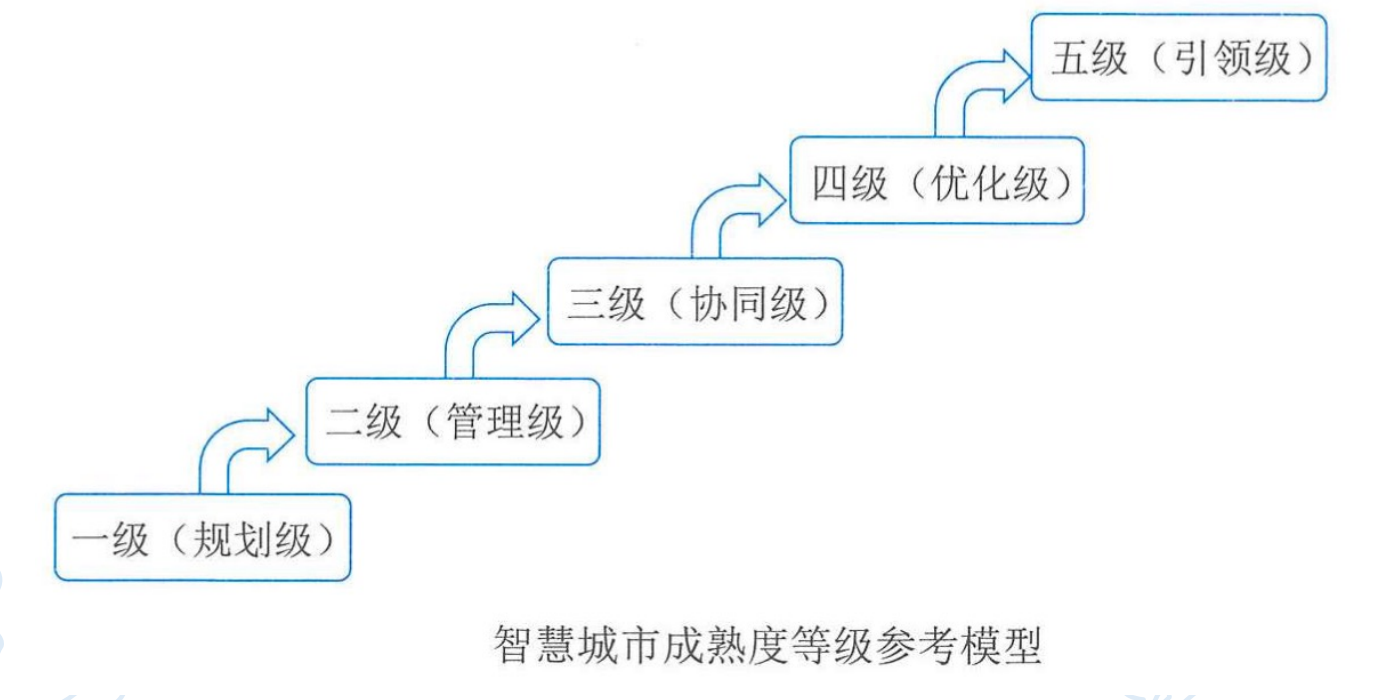 五级（引领级）
四级（优化级）
三级（协同级）
二级（管理级）
一级（规划级）
智慧城市成熟度等级参考模型